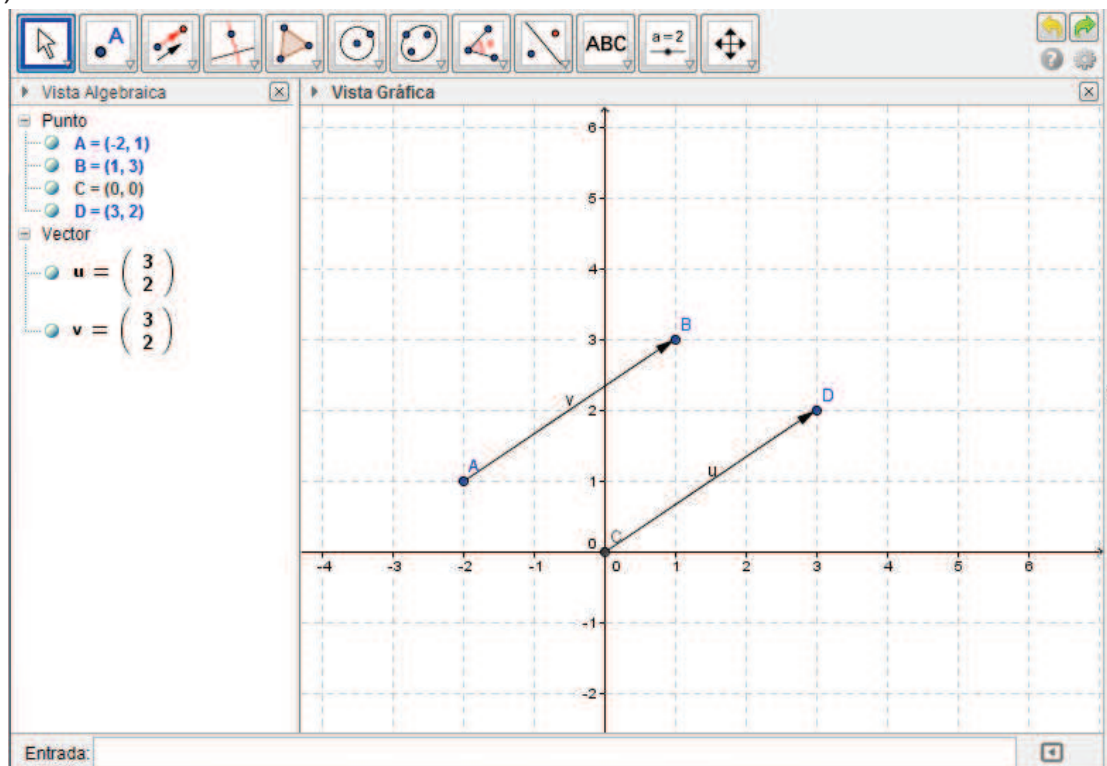 )
A
ABC
a=2
?
Vista Algebraica
Vista Gráfica
Punto
A = (-2, 1)
B = (1, 3)
C = (0, 0)
D = (3, 2)
Vector
u = ( 3
2 )
v = ( 3
2 )
6
5
4
3
2
1
0
-1
-2
-4 -3 -2 -1 0 1 2 3 4 5 6
B
v
D
A
u
C
Entrada: